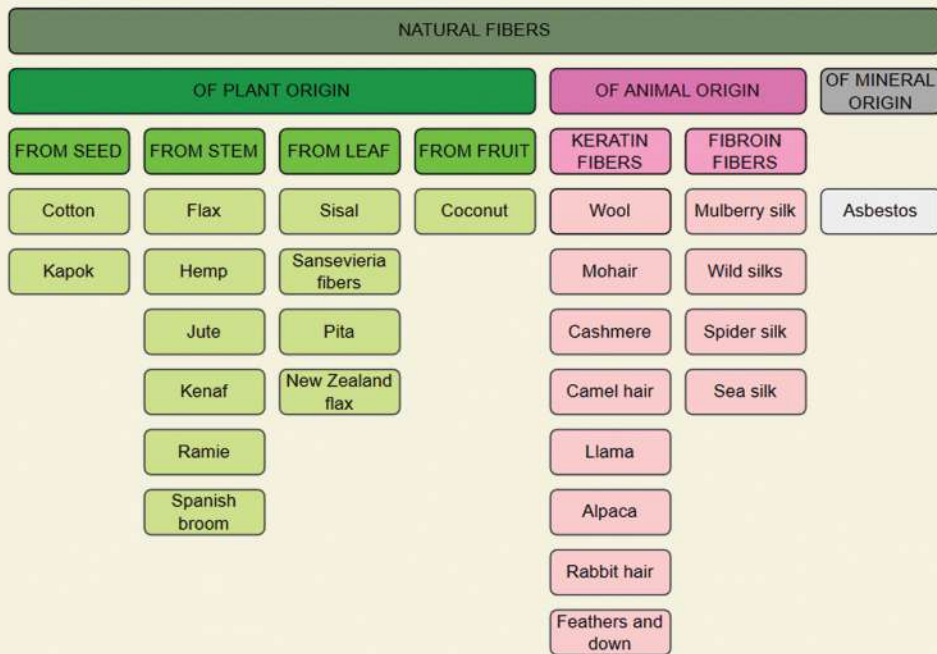 NATURAL FIBERS
OF PLANT ORIGIN
OF ANIMAL ORIGIN
OF MINERAL
ORIGIN
FROM SEED
FROM STEM
FROM LEAF
FROM FRUIT
KERATIN
FIBERS
FIBROIN
FIBERS
Cotton
Flax
Sisal
Coconut
Wool
Mulberry silk
Asbestos
Kapok
Hemp
Sansevieria
fibers
Mohair
Wild silks
Jute
Pita
Cashmere
Spider silk
Kenaf
New Zealand
flax
Camel hair
Sea silk
Ramie
Llama
Spanish
broom
Alpaca
Rabbit hair
Feathers and
down